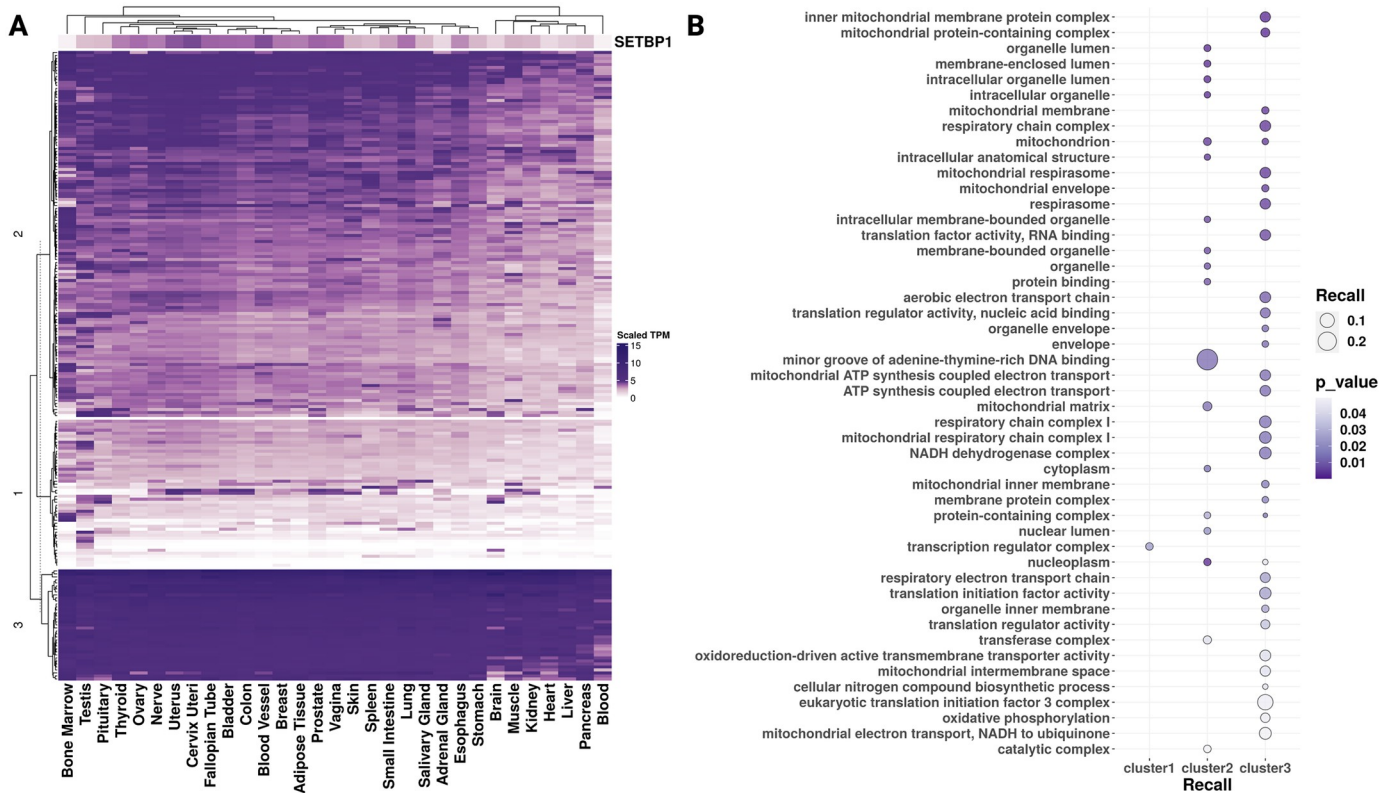 A
SETBP1
2
1
3
Scaled TPM
15
10
5
0
Bone Marrow
Testis
Pituitary
Thyroid
Ovary
Nerve
Uterus
Cervix Uteri
Fallopian Tube
Bladder
Colon
Blood Vessel
Breast
Adipose Tissue
Prostate
Vagina
Skin
Spleen
Small Intestine
Lung
Salivary Gland
Adrenal Gland
Esophagus
Stomach
Brain
Muscle
Kidney
Heart
Liver
Pancreas
Blood
B
inner mitochondrial membrane protein complex
mitochondrial protein-containing complex
organelle lumen
membrane-enclosed lumen
intracellular organelle lumen
intracellular organelle
mitochondrial membrane
respiratory chain complex
mitochondrion
intracellular anatomical structure
mitochondrial respirasome
mitochondrial envelope
respirasome
intracellular membrane-bounded organelle
translation factor activity, RNA binding
membrane-bounded organelle
organelle
protein binding
aerobic electron transport chain
translation regulator activity, nucleic acid binding
organelle envelope
envelope
minor groove of adenine-thymine-rich DNA binding
mitochondrial ATP synthesis coupled electron transport
ATP synthesis coupled electron transport
mitochondrial matrix
respiratory chain complex I
mitochondrial respiratory chain complex I
NADH dehydrogenase complex
cytoplasm
mitochondrial inner membrane
membrane protein complex
protein-containing complex
nuclear lumen
transcription regulator complex
nucleoplasm
respiratory electron transport chain
translation initiation factor activity
organelle inner membrane
translation regulator activity
transferase complex
oxidoreduction-driven active transmembrane transporter activity
mitochondrial intermembrane space
cellular nitrogen compound biosynthetic process
eukaryotic translation initiation factor 3 complex
oxidative phosphorylation
mitochondrial electron transport, NADH to ubiquinone
catalytic complex
cluster1 cluster2 cluster3
Recall
Recall
0.1
0.2
p_value
0.04
0.03
0.02
0.01